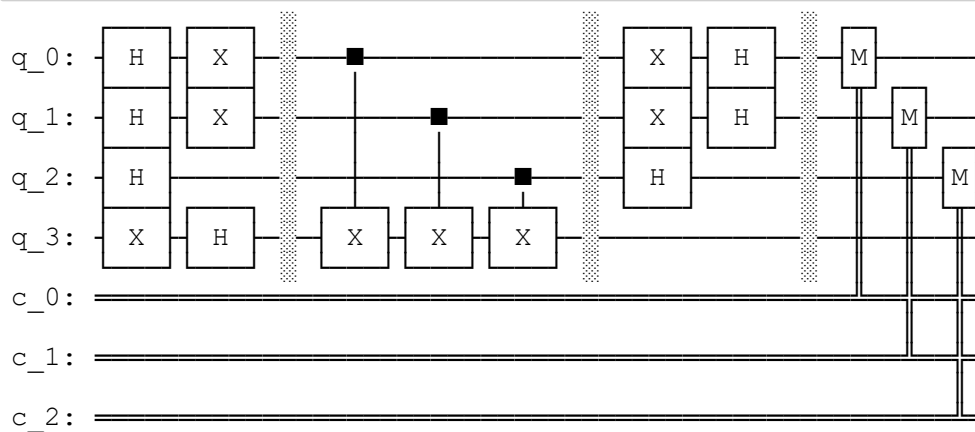 q_0: H X X H M
q_1: H X X H M
q_2: H H M
q_3: X H X X X
c_0:
c_1:
c_2: